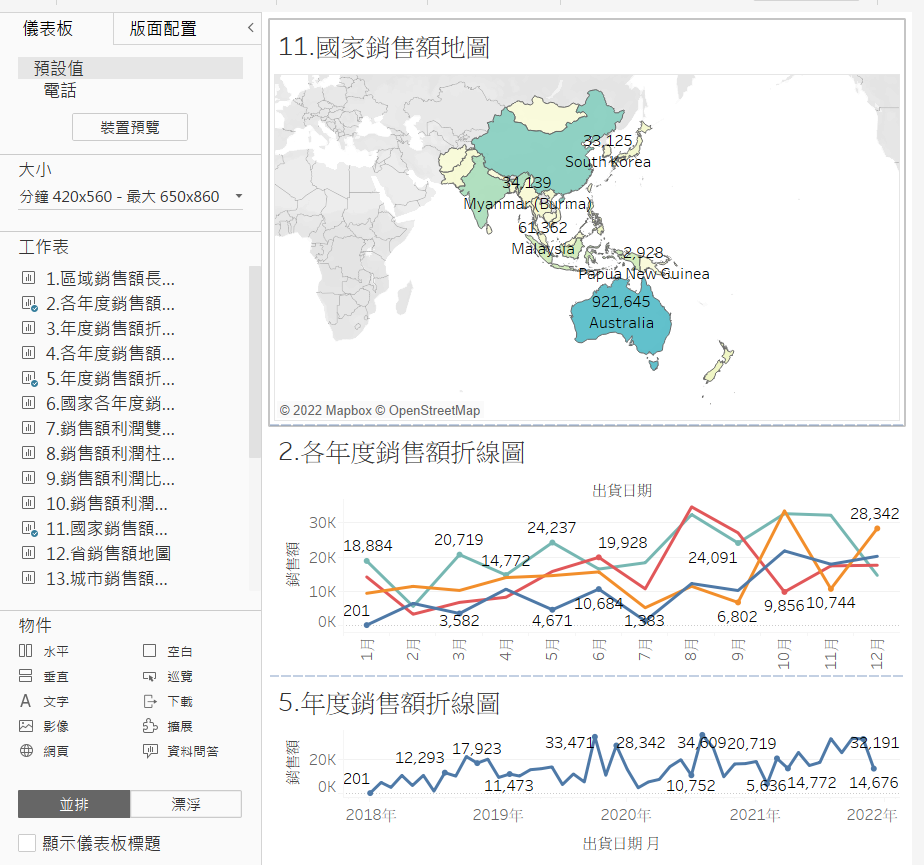 儀表板
版面配置
預設值
電話
裝置預覽
大小
分鐘 420x560 - 最大 650x860
工作表
1.區域銷售額長...
2.各年度銷售額...
3.年度銷售額折...
4.各年度銷售額...
5.年度銷售額折...
6.國家各年度銷...
7.銷售額利潤雙...
8.銷售額利潤柱...
9.銷售額利潤比...
10.銷售額利潤...
11.國家銷售額...
12.省銷售額地圖
13.城市銷售額...
物件
水平
空白
垂直
巡覽
A 文字
下載
影像
擴展
網頁
資料問答
並排
漂浮
顯示儀表板標題
11.國家銷售額地圖
33,125
South Korea
34,139
Myanmar (Burma)
61,362
Malaysia
2,928
Papua New Guinea
921,645
Australia
© 2022 Mapbox © OpenStreetMap
2.各年度銷售額折線圖
出貨日期
銷售額
30K
20K
10K
0K
18,884
201
20,719
3,582
14,772
24,237
4,671
19,928
10,684
1,383
24,091
6,802
9,856
10,744
28,342
1月
2月
3月
4月
5月
6月
7月
8月
9月
10月
11月
12月
5.年度銷售額折線圖
銷售額
20K
0K
201
12,293
17,923
11,473
33,471
28,342
34,609
10,752
20,719
5,636
14,772
32,191
14,676
2018年
2019年
2020年
2021年
2022年
出貨日期 月